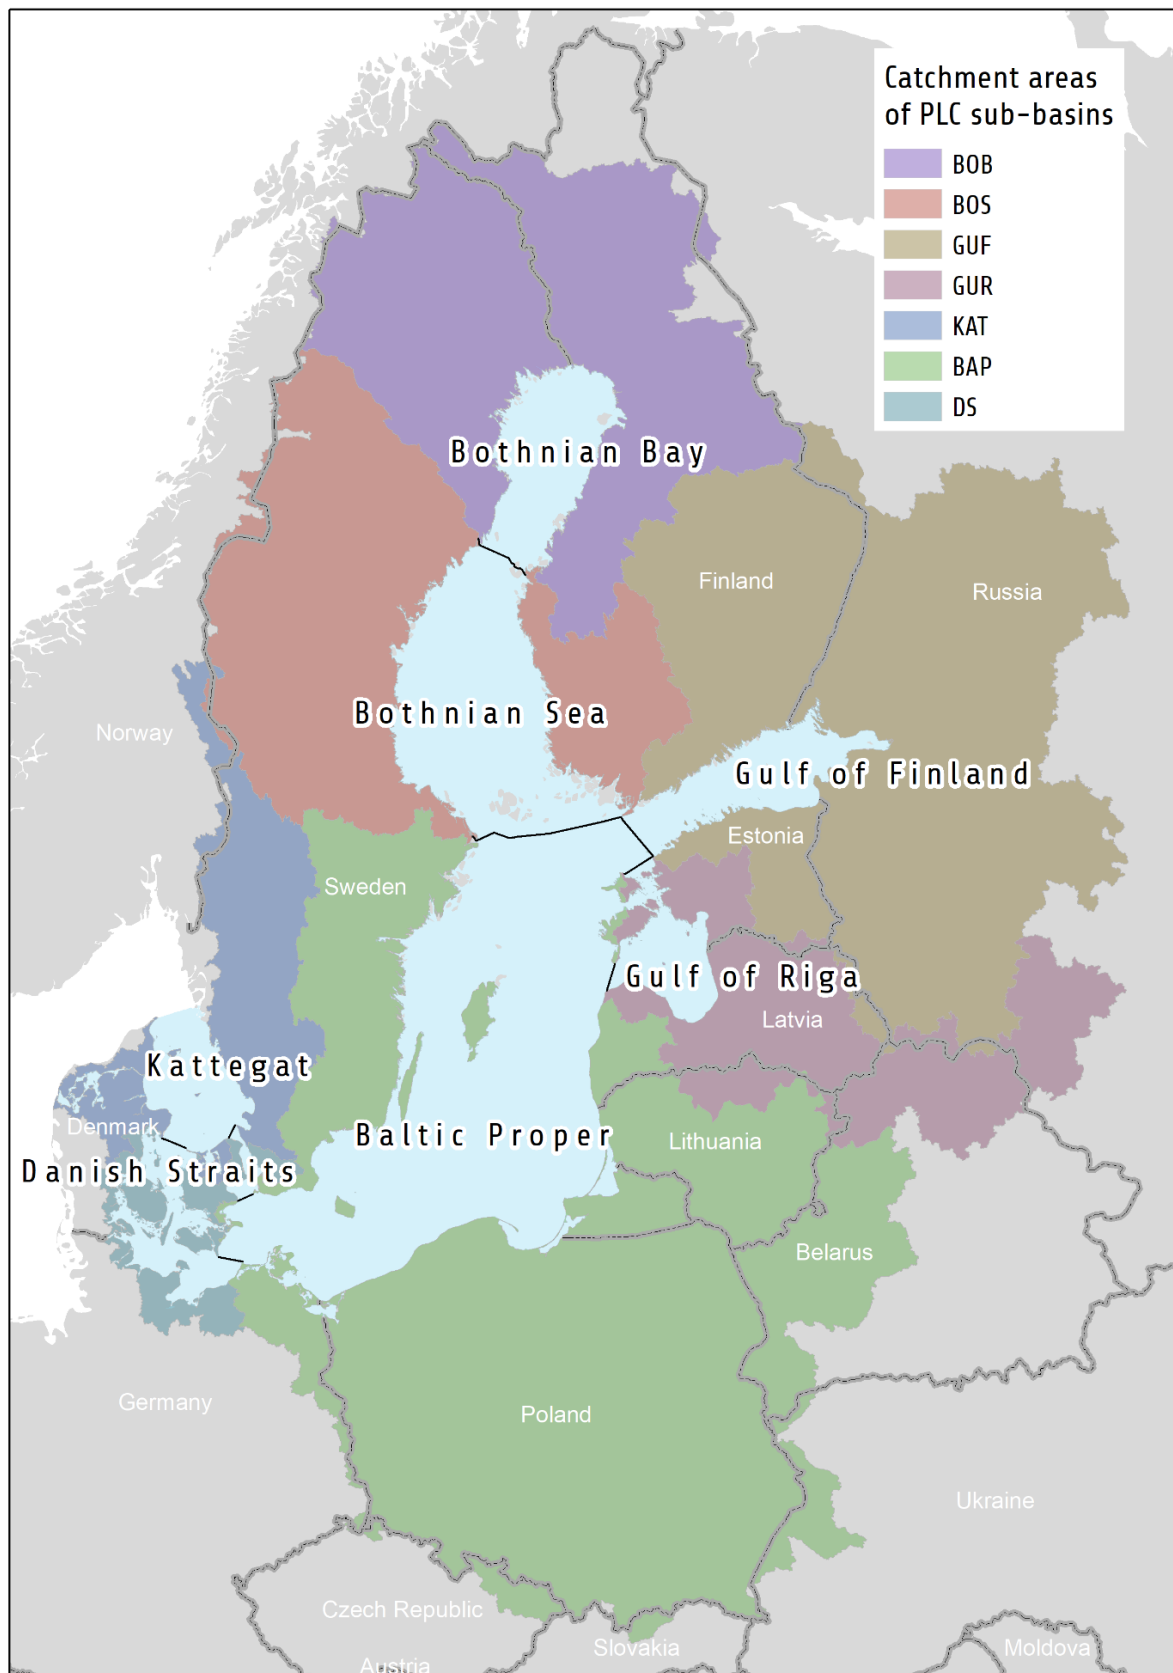 Catchment areas
of PLC sub-basins
BOB
BOS
GUF
GUR
KAT
BAP
DS
Bothnian Bay
Finland
Russia
Bothnian Sea
Norway
Gulf of Finland
Estonia
Sweden
Gulf of Riga
Latvia
Kattegat
Denmark
Baltic Proper
Lithuania
Danish Straits
Belarus
Germany
Poland
Ukraine
Czech Republic
Slovakia
Moldova
Austria